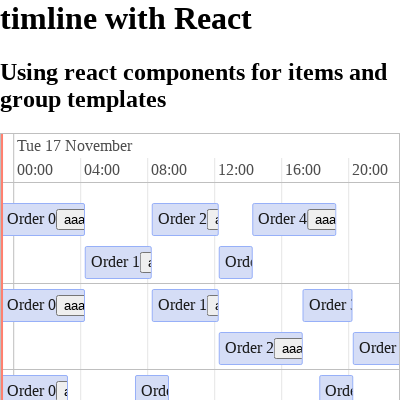 timline with React
Using react components for items and
group templates
Tue 17 November
00:00 04:00 08:00 12:00 16:00 20:00
Order 0 aaa Order 2 Order 4 aaa
Order 1
Order 0 aaa Order 1 Order
Order 2 aaa Order
Order 0